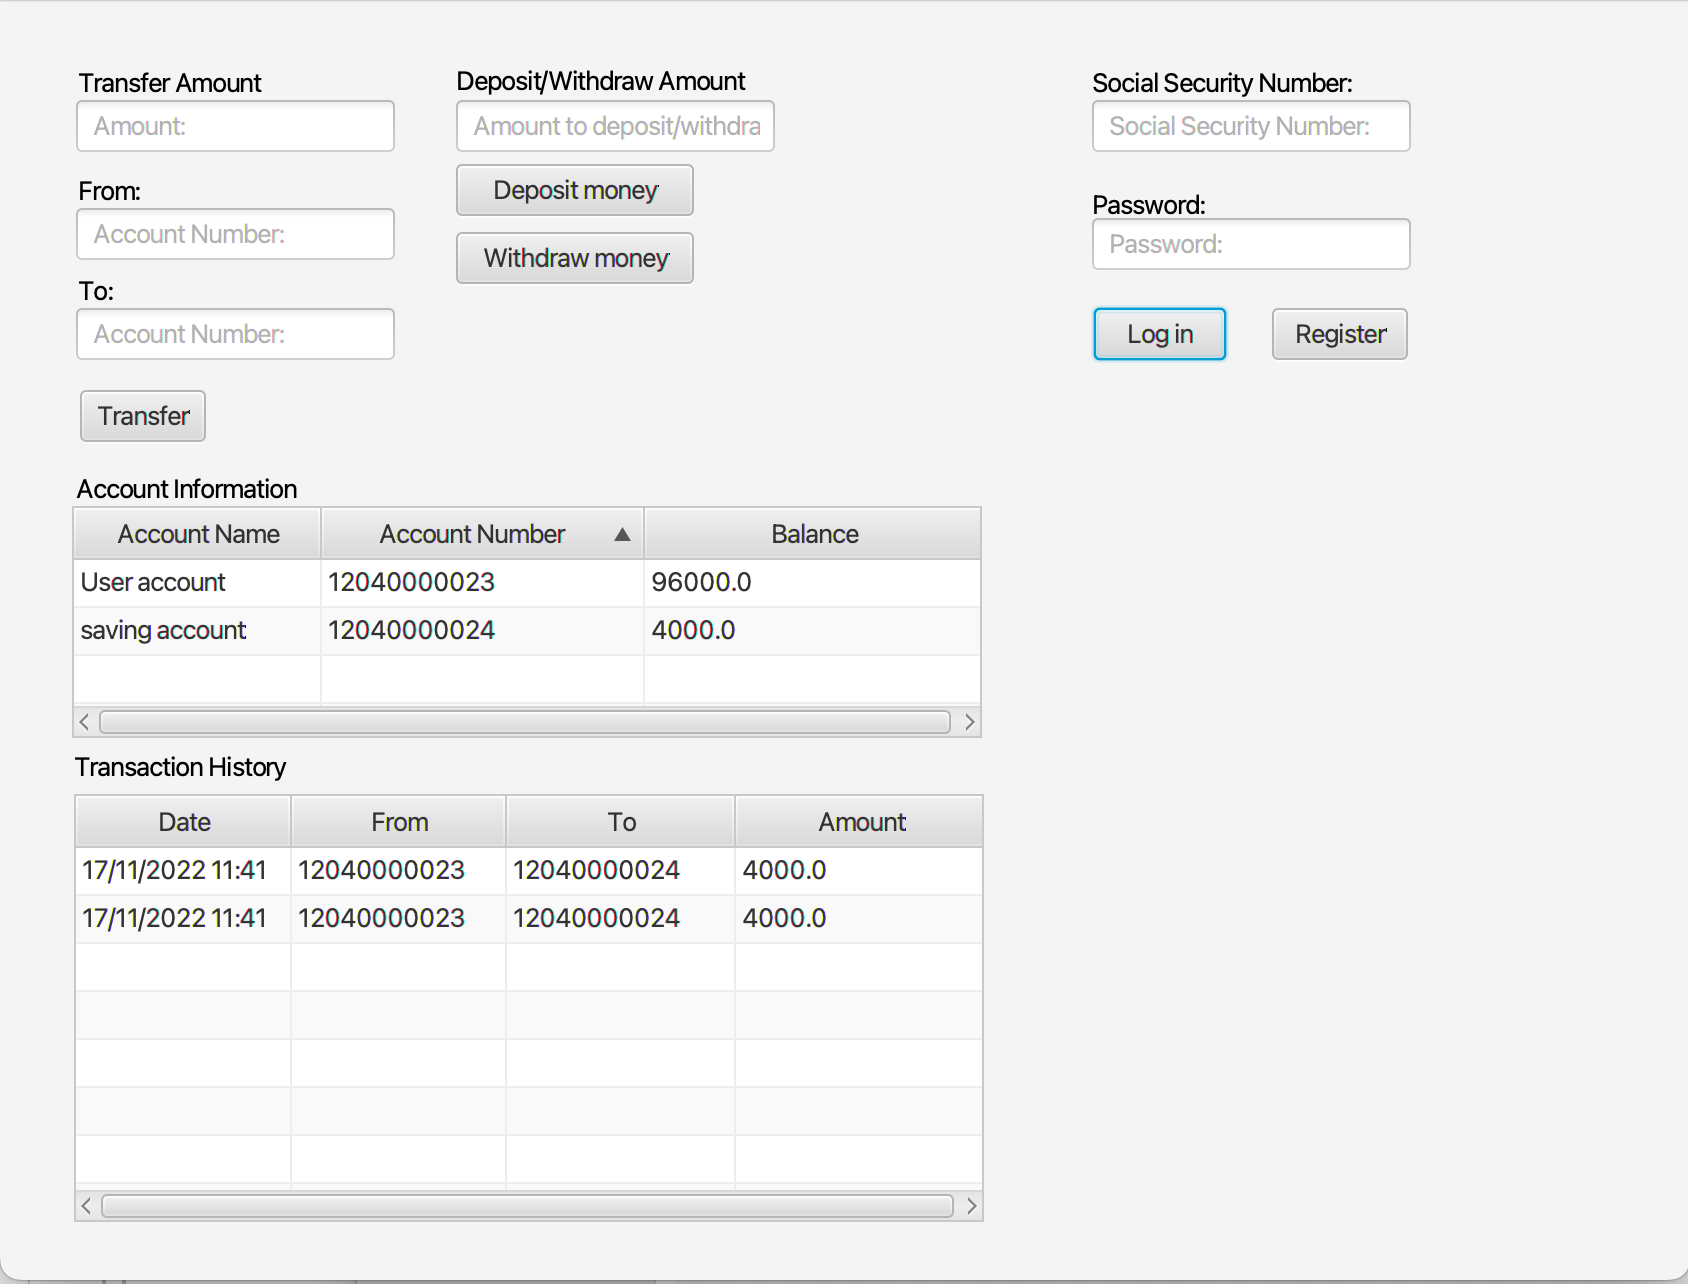 Transfer Amount
Amount:
From:
Account Number:
To:
Account Number:
Transfer
Deposit/Withdraw Amount
Amount to deposit/withdra
Deposit money
Withdraw money
Social Security Number:
Social Security Number:
Password:
Password:
Log in Register
Account Information
Account Name Account Number Balance
User account 12040000023 96000.0
saving account 12040000024 4000.0
Transaction History
Date From To Amount
17/11/2022 11:41 12040000023 12040000024 4000.0
17/11/2022 11:41 12040000023 12040000024 4000.0